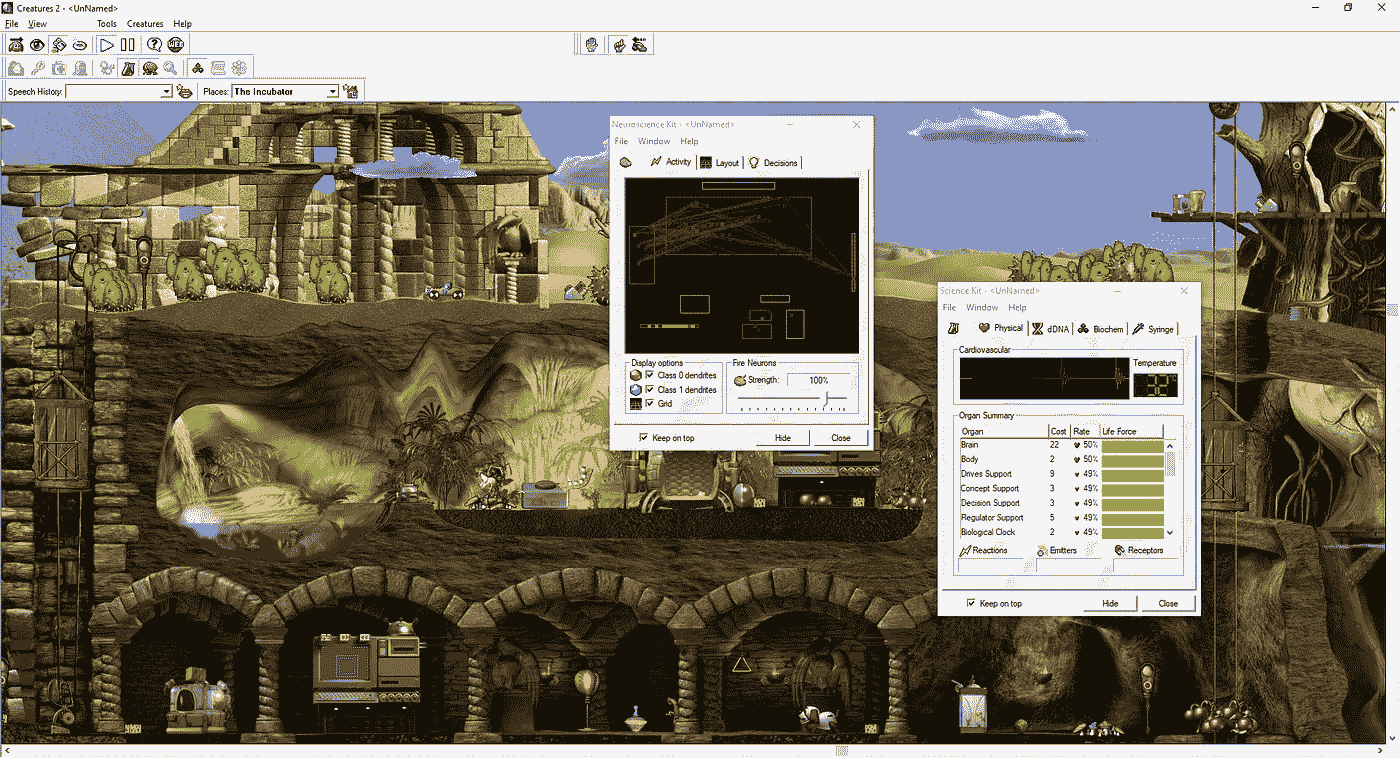 Creatures 2 - <UnNamed>
File View Tools Creatures Help
WEB
Speech History: Places: The Incubator
Neuroscience Kit - <UnNamed>
File Window Help
Activity Layout Decisions
Display options
Class 0 dendrites
Class 1 dendrites
Grid
Fire Neurons
Strength: 100%
Keep on top Hide Close
Science Kit - <UnNamed>
File Window Help
Physical dDNA Biochem Syringe
Cardiovascular
Temperature
Organ Summary
Organ Cost Rate Life Force
Brain 22 50%
Body 2 50%
Drives Support 9 49%
Concept Support 3 49%
Decision Support 3 49%
Regulator Support 5 49%
Biological Clock 2 49%
Reactions Emitters Receptors
Keep on top Hide Close